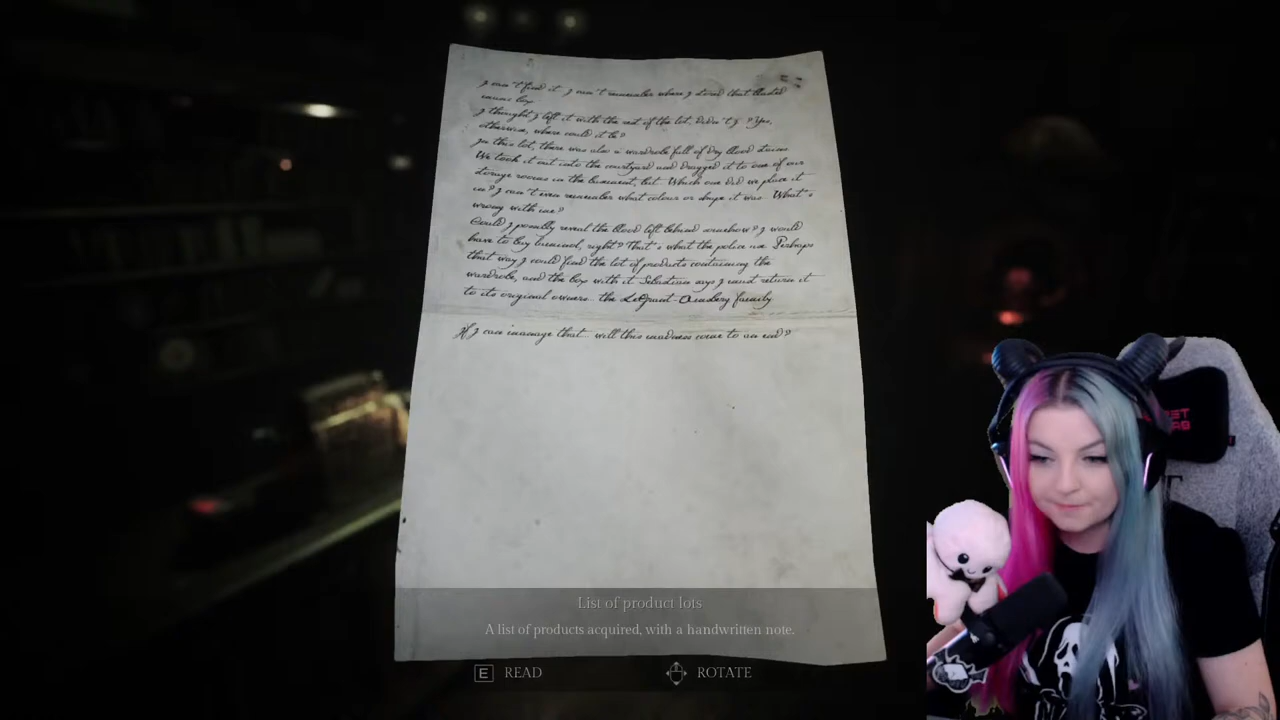 I can't find it I can't remember where I stored that blasted
music box
I thought I left it with the rest of the lot, didn't I? Yes,
otherwise, where could it be?
In this lot, there was also a wardrobe full of dry blood stains
We took it out into the courtyard and dragged it to one of our
storage rooms in the basement, but Which one did we place it
in? I can't even remember what colour or shape it was What's
wrong with me?
Could I possibly reveal the blood left behind somehow? I would
have to buy luminol, right? That's what the police use Perhaps
that way I could find the lot of products containing the
wardrobe, and the box with it Sebastian says I must return it
to its original owners the LeGrant-Academy family
If I can manage that will this madness come to an end?
List of product lots
A list of products acquired, with a handwritten note.
E READ ROTATE